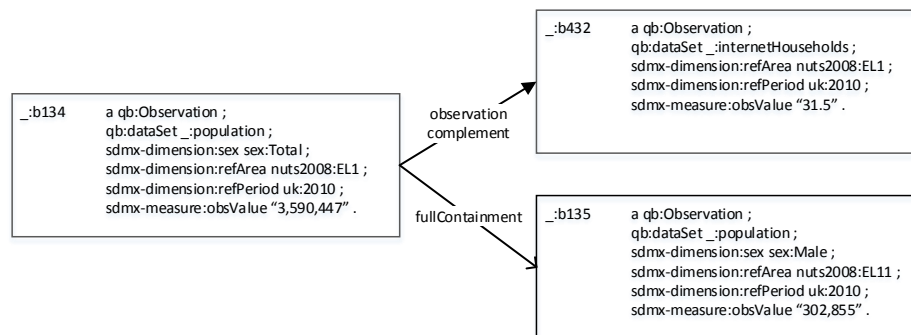 _:b432 a qb:Observation ;
qb:dataSet _:internetHouseholds ;
sdmx-dimension:refArea nuts2008:EL1 ;
sdmx-dimension:refPeriod uk:2010 ;
sdmx-measure:obsValue “31.5” .
_:b134 a qb:Observation ;
qb:dataSet _:population ;
sdmx-dimension:sex sex:Total ;
sdmx-dimension:refArea nuts2008:EL1 ;
sdmx-dimension:refPeriod uk:2010 ;
sdmx-measure:obsValue “3,590,447” .
observation
complement
fullContainment
_:b135 a qb:Observation ;
qb:dataSet _:population ;
sdmx-dimension:sex sex:Male ;
sdmx-dimension:refArea nuts2008:EL11 ;
sdmx-dimension:refPeriod uk:2010 ;
sdmx-measure:obsValue “302,855” .